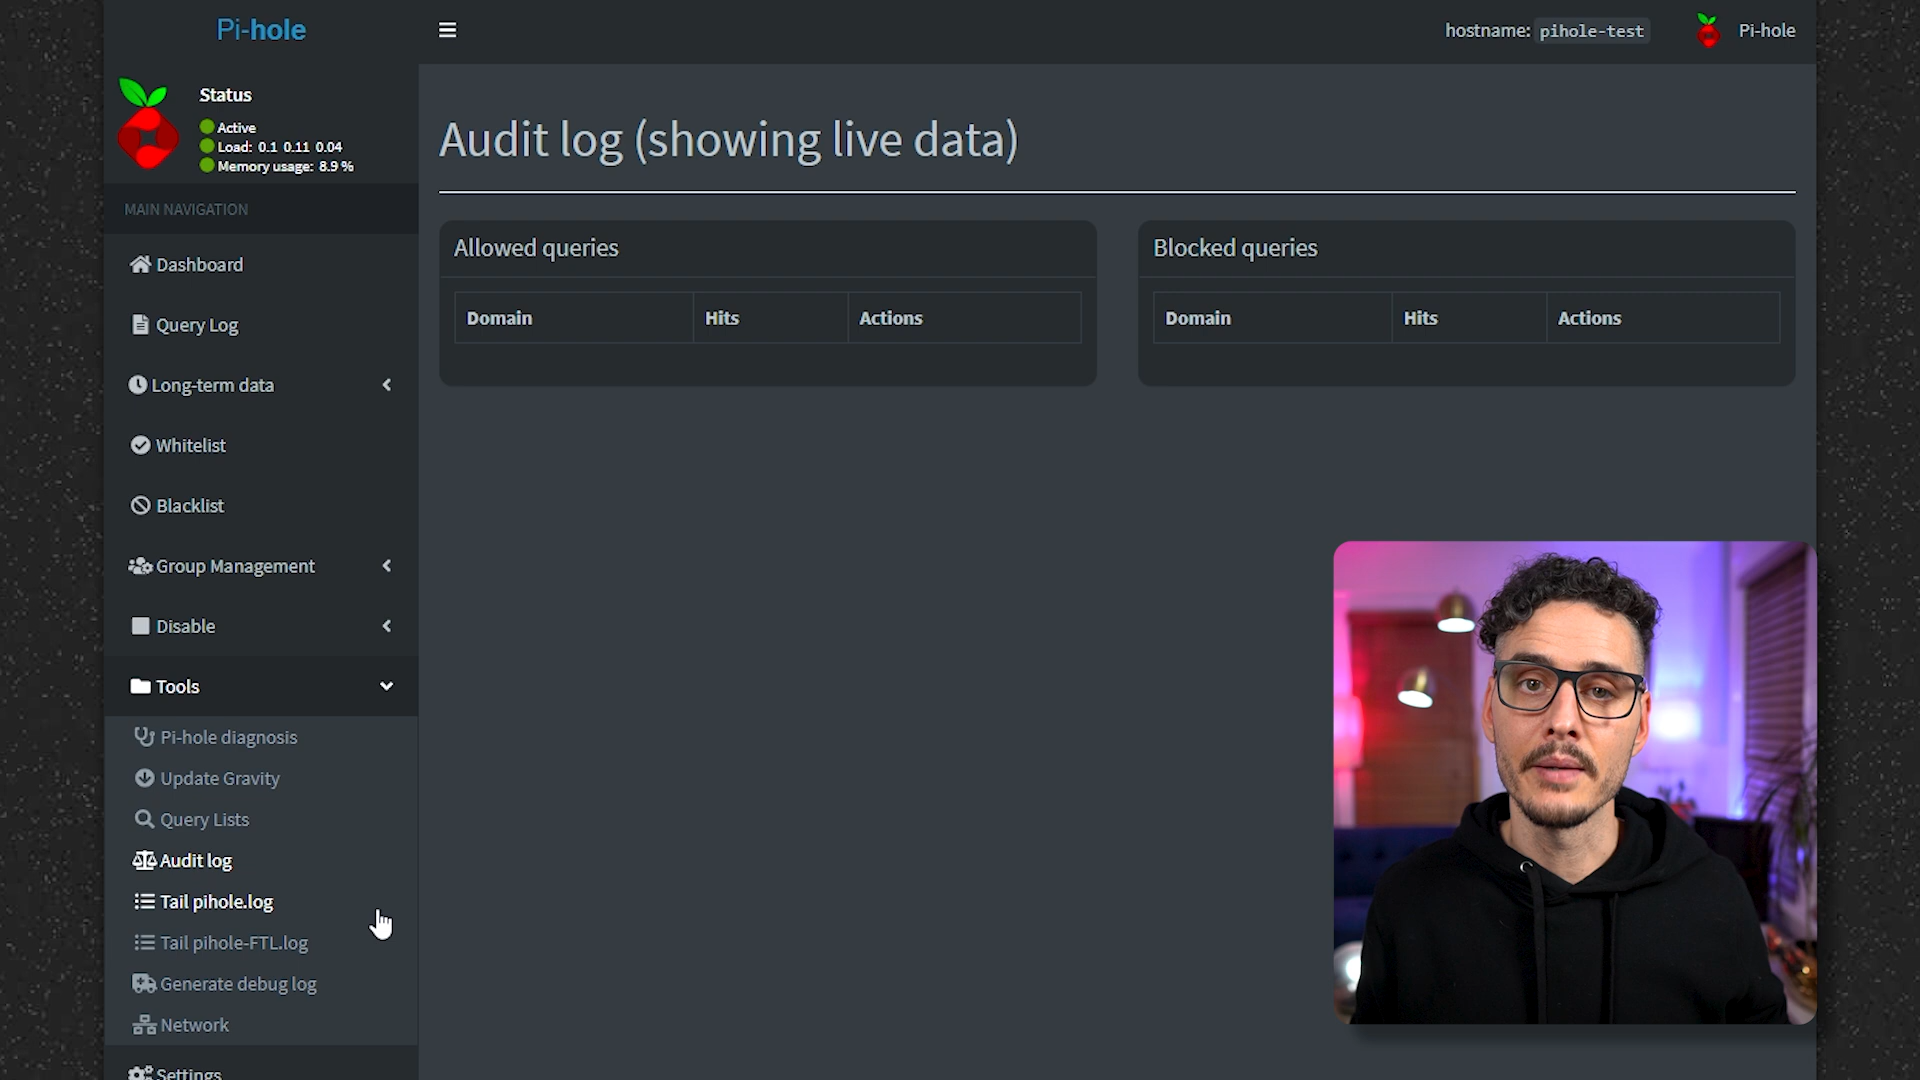 Pi-hole
hostname: pihole-test
Pi-hole
Status
Active
Load: 0.1 0.11 0.04
Memory usage: 8.9 %
MAIN NAVIGATION
Dashboard
Query Log
Long-term data
Whitelist
Blacklist
Group Management
Disable
Tools
Pi-hole diagnosis
Update Gravity
Query Lists
Audit log
Tail pihole.log
Tail pihole-FTL.log
Generate debug log
Network
Settings
Audit log (showing live data)
Allowed queries
Domain Hits Actions
Blocked queries
Domain Hits Actions